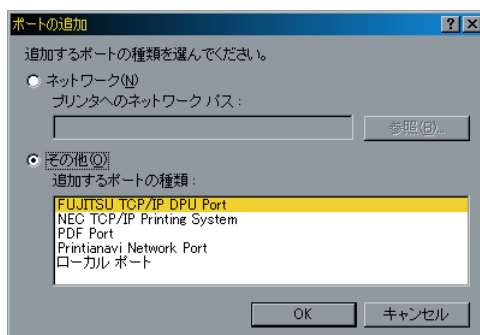 ポートの追加
追加するポートの種類を選んでください。
ネットワーク(N)
プリンタへのネットワーク パス:
参照(B)...
その他(O)
追加するポートの種類:
FUJITSU TCP/IP DPU Port
NEC TCP/IP Printing System
PDF Port
Printianavi Network Port
ローカル ポート
OK
キャンセル